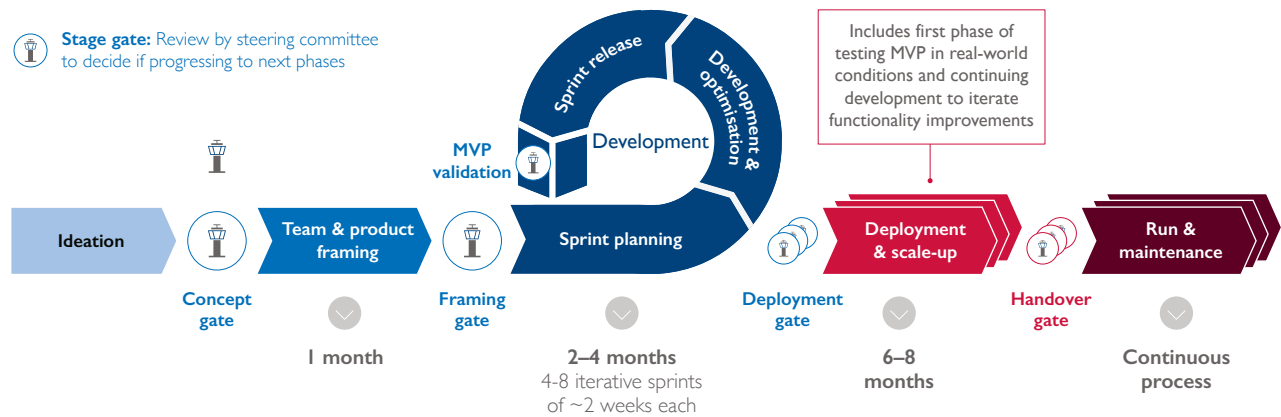 Stage gate: Review by steering committee
to decide if progressing to next phases
Sprint release
Development &
optimisation
Includes first phase of
testing MVP in real-world
conditions and continuing
development to iterate
functionality improvements
MVP
validation
Development
Ideation
Team & product
framing
Sprint planning
Deployment
& scale-up
Run &
maintenance
Concept
gate
Framing
gate
Deployment
gate
Handover
gate
1 month
2–4 months
4-8 iterative sprints
of ~2 weeks each
6–8
months
Continuous
process